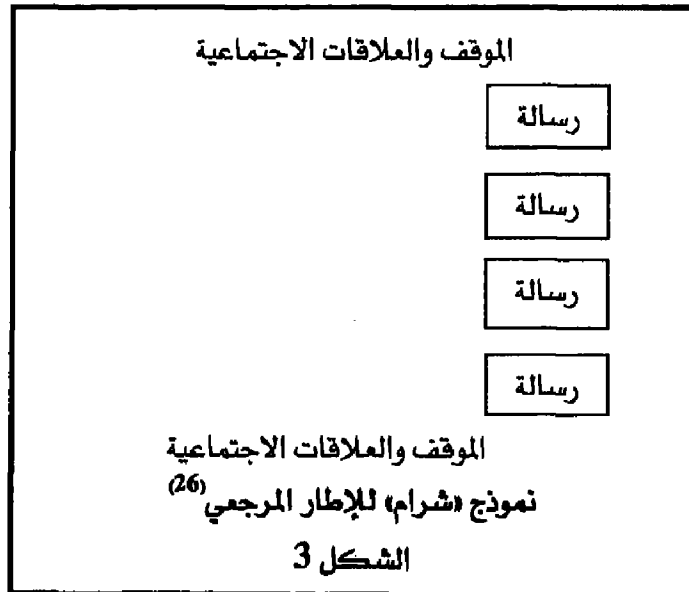 الموقف والعلاقات الاجتماعية
رسالة
رسالة
رسالة
رسالة
الموقف والعلاقات الاجتماعية
نموذج «شرام» للإطار المرجعي(26)
الشكل 3